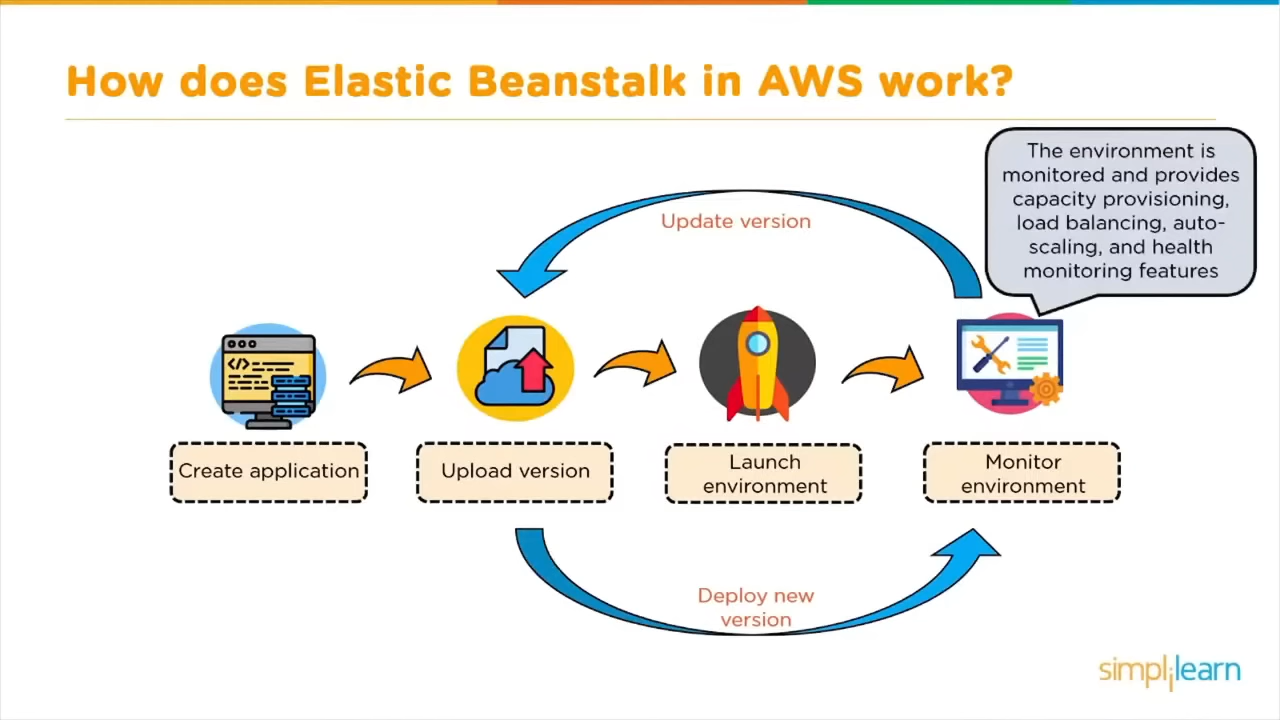 How does Elastic Beanstalk in AWS work?
The environment is
monitored and provides
capacity provisioning,
load balancing, auto-
scaling, and health
monitoring features
Update version
</>
Create application
Upload version
Launch
environment
Monitor
environment
Deploy new
version
simplilearn